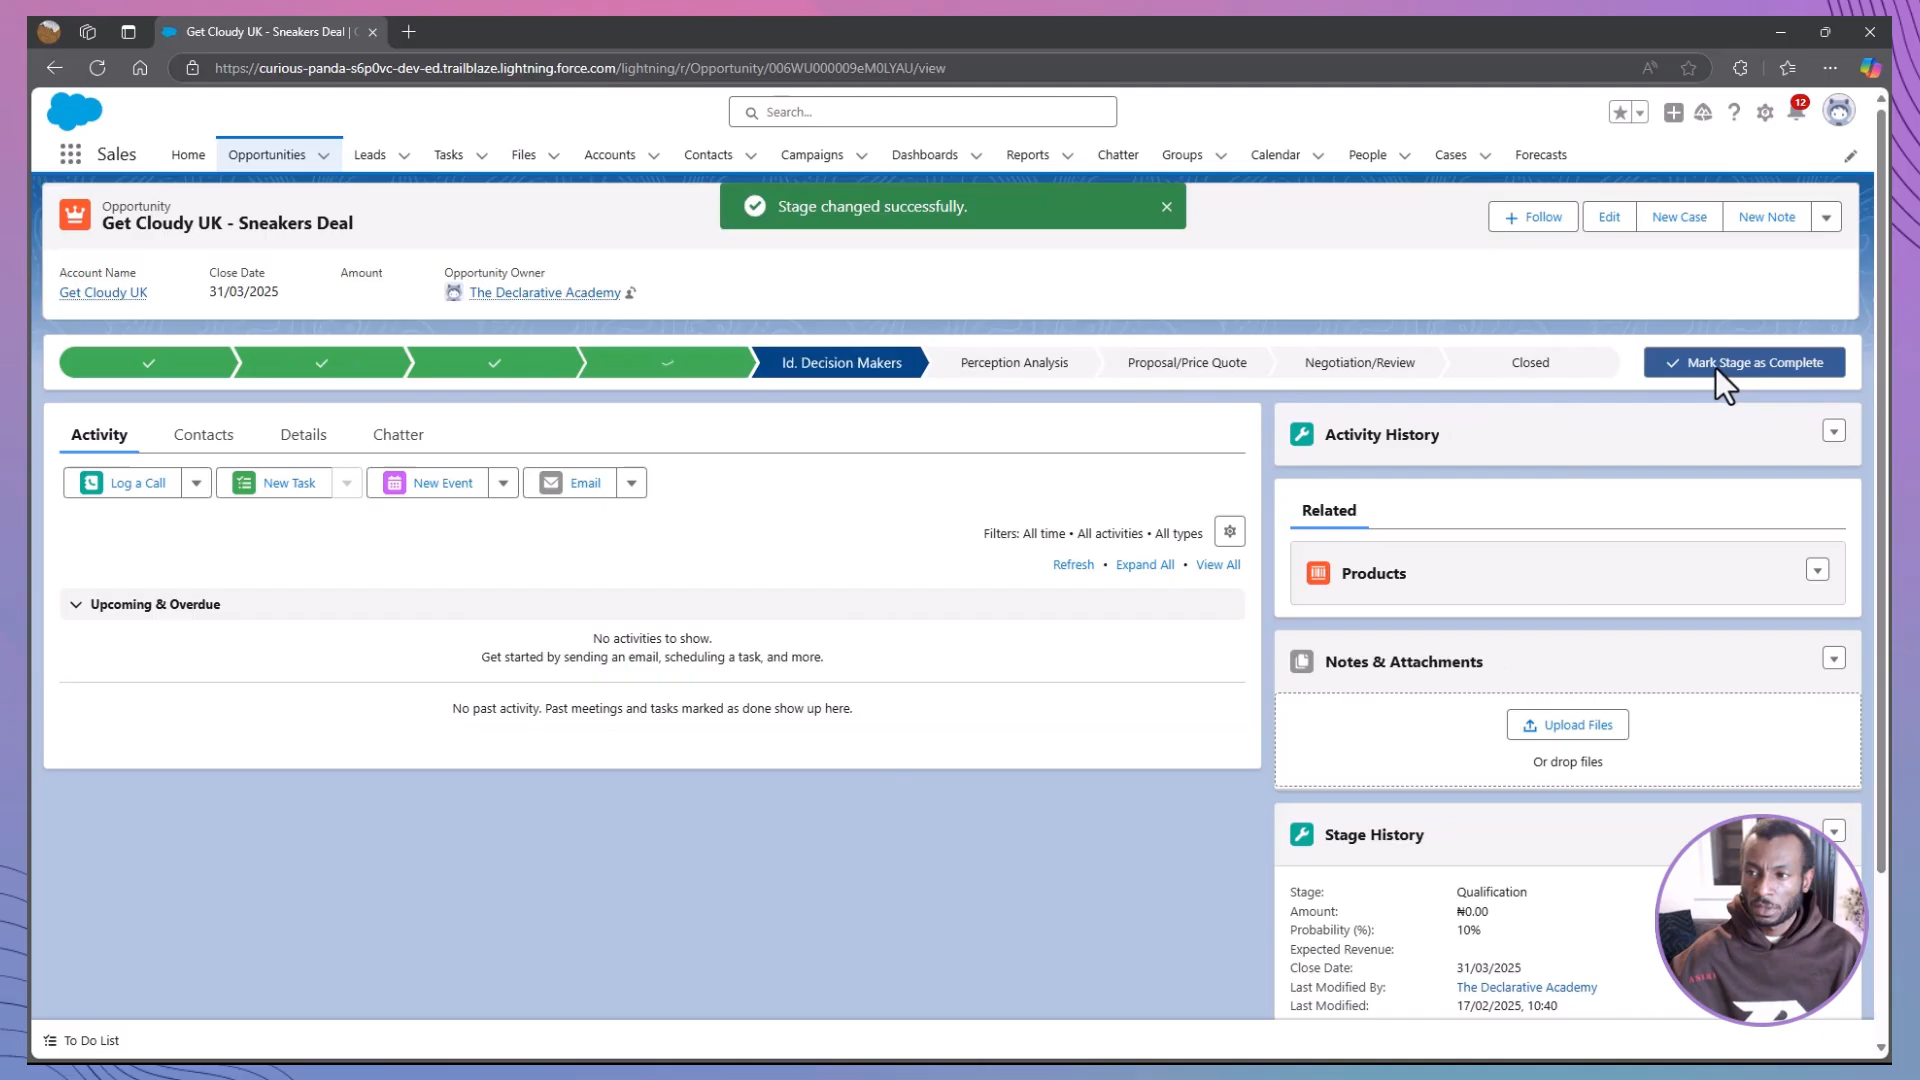 Get Cloudy UK - Sneakers Deal |
https://curious-panda-s6p0vc-dev-ed.trailblaze.lightning.force.com/lightning/r/Opportunity/006WU000009eM0LYAU/view
Search...
12
Sales
Home
Opportunities
Leads
Tasks
Files
Accounts
Contacts
Campaigns
Dashboards
Reports
Chatter
Groups
Calendar
People
Cases
Forecasts
Opportunity
Get Cloudy UK - Sneakers Deal
Stage changed successfully.
Follow
Edit
New Case
New Note
Account Name
Get Cloudy UK
Close Date
31/03/2025
Amount
Opportunity Owner
The Declarative Academy
Id. Decision Makers
Perception Analysis
Proposal/Price Quote
Negotiation/Review
Closed
Mark Stage as Complete
Activity
Contacts
Details
Chatter
Log a Call
New Task
New Event
Email
Filters: All time • All activities • All types
Refresh • Expand All • View All
Upcoming & Overdue
No activities to show.
Get started by sending an email, scheduling a task, and more.
No past activity. Past meetings and tasks marked as done show up here.
Activity History
Related
Products
Notes & Attachments
Upload Files
Or drop files
Stage History
Stage: Qualification
Amount: ₦0.00
Probability (%): 10%
Expected Revenue:
Close Date: 31/03/2025
Last Modified By: The Declarative Academy
Last Modified: 17/02/2025, 10:40
To Do List